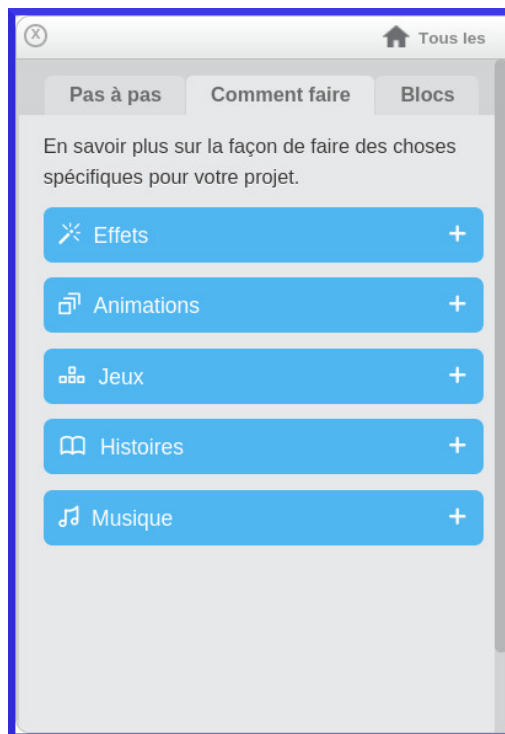 X
Tous les
Pas à pas Comment faire Blocs
En savoir plus sur la façon de faire des choses
spécifiques pour votre projet.
Effets +
Animations +
Jeux +
Histoires +
Musique +